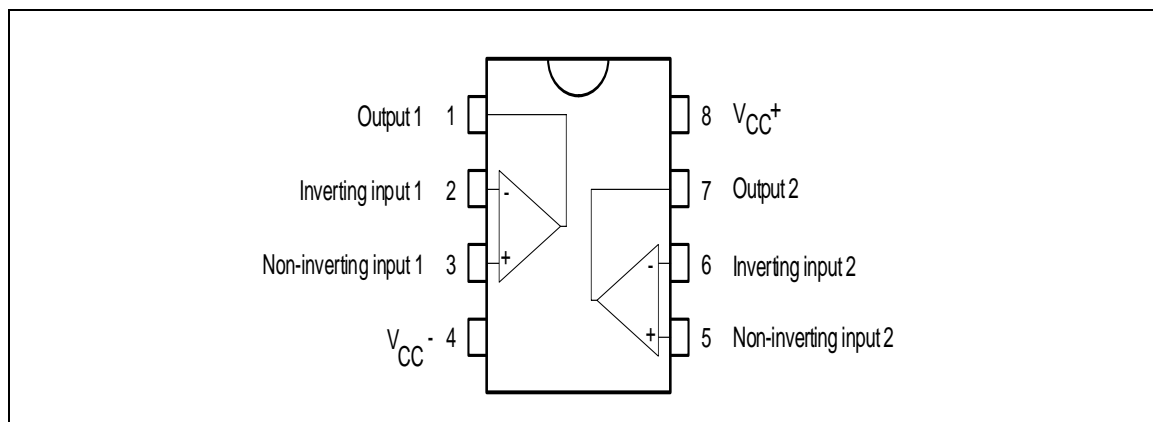 Output 1 1
Inverting input 1 2
-
Non-inverting input 1 3
+
VCC- 4
8 VCC+
7 Output 2
6 Inverting input 2
-
5 Non-inverting input 2
+